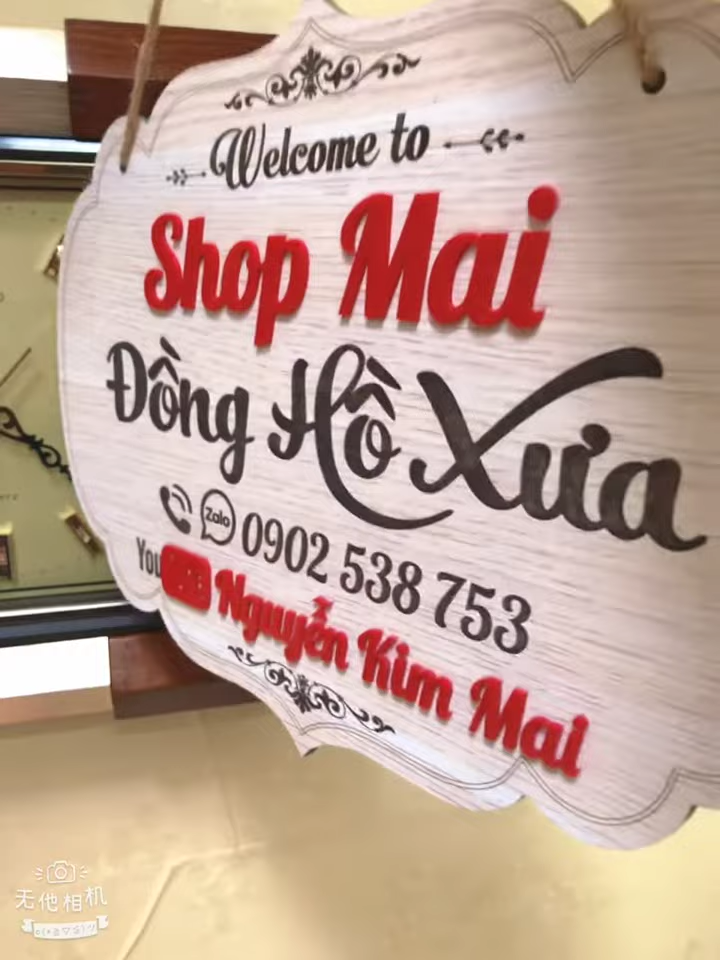 Welcome to
Shop Mai
Đồng Hồ Xưa
Zalo 0902 538 753
You Nguyễn Kim Mai
无他相机